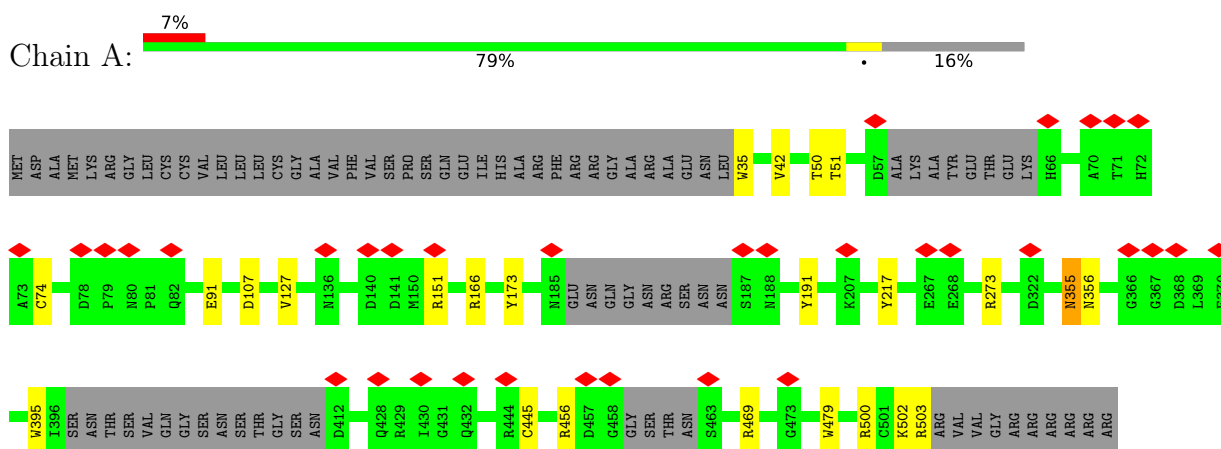 7%
Chain A:
79%
16%
MET ASP ALA MET LYS ARG GLY LEU CYS CYS VAL LEU LEU LEU CYS GLY ALA VAL PHE VAL SER PRO SER GLN GLU ILE HIS ALA ARG PHE ARG ARG GLY ALA ARG ALA GLU ASN LEU W35 V42 T50 T51 D57 ALA LYS ALA TYR GLU THR GLU LYS H66 A70 T71 H72
A73 C74 D78 P79 N80 P81 Q82 E91 D107 V127 N136 D140 D141 M150 R151 R166 Y173 N185 GLU ASN GLN GLY ASN ARG SER ASN ASN S187 N188 Y191 K207 Y217 E267 E268 R273 D322 N355 N356 G366 G367 D368 L369
W395 I396 SER ASN THR SER VAL GLN GLY SER ASN SER THR GLY SER ASN D412 Q428 R429 I430 G431 Q432 R444 C445 R456 D457 G458 GLY SER THR ASN S463 R469 G473 W479 R500 C501 K502 R503 ARG VAL VAL GLY ARG ARG ARG ARG ARG ARG